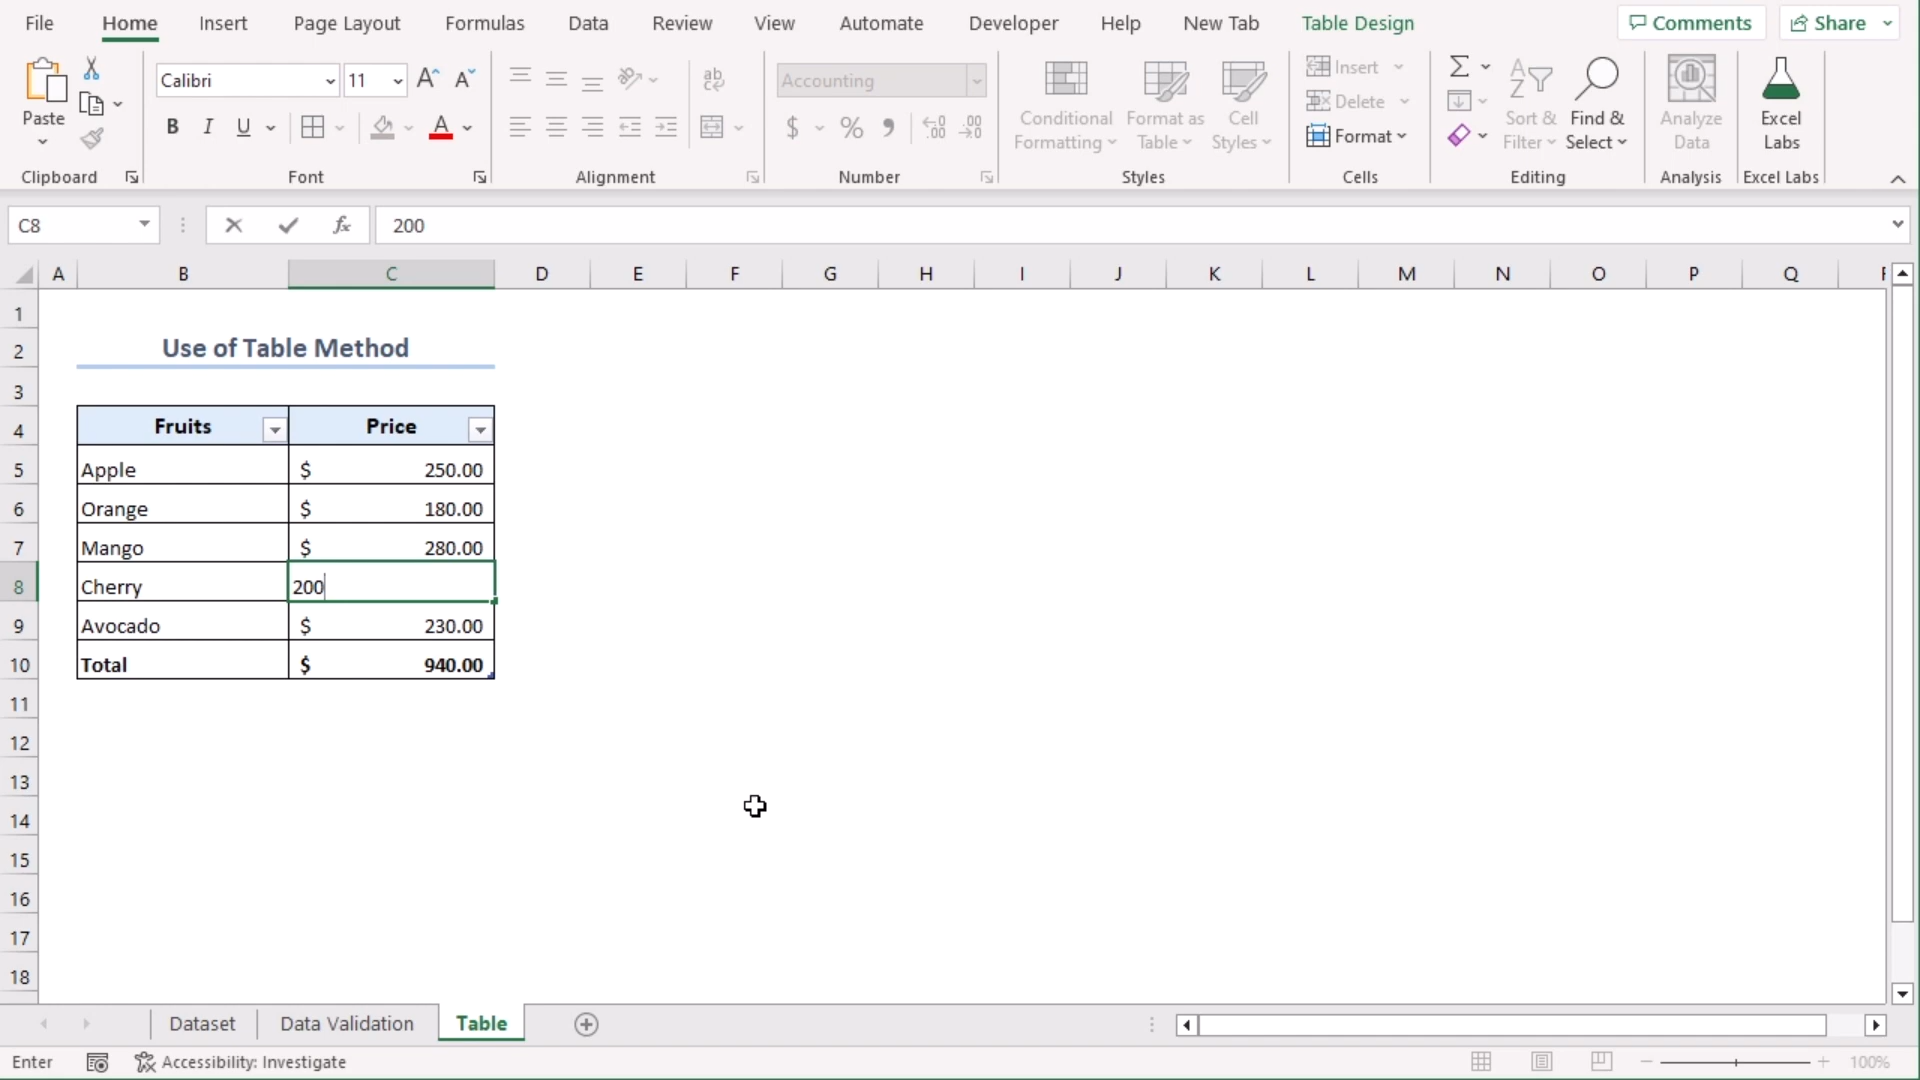 File Home Insert Page Layout Formulas Data Review View Automate Developer Help New Tab Table Design Comments Share
Calibri 11 A A ab Accounting Insert
Paste B I U A $ % 9 .00 .00 Conditional Formatting Format as Table Cell Styles Delete Format Sort & Filter Find & Select Analyze Data Excel Labs
Clipboard Font Alignment Number Styles Cells Editing Analysis Excel Labs
C8 fx 200
A B C D E F G H I J K L M N O P Q
1
2 Use of Table Method
3
4 Fruits Price
5 Apple $ 250.00
6 Orange $ 180.00
7 Mango $ 280.00
8 Cherry 200
9 Avocado $ 230.00
10 Total $ 940.00
11
12
13
14
15
16
17
18
Dataset Data Validation Table
Enter Accessibility: Investigate 100%